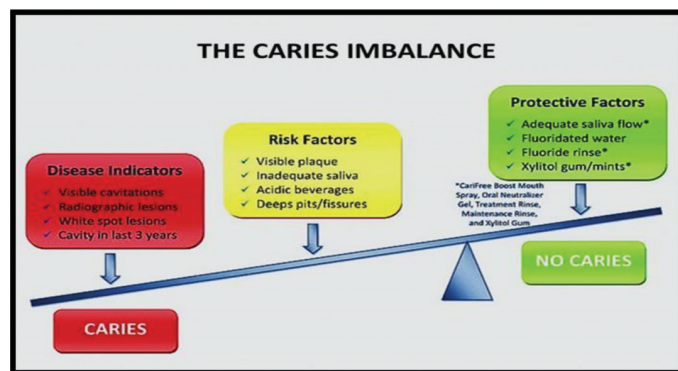 THE CARIES IMBALANCE
Disease Indicators
✓ Visible cavitations
✓ Radiographic lesions
✓ White spot lesions
✓ Cavity in last 3 years
Risk Factors
✓ Visible plaque
✓ Inadequate saliva
✓ Acidic beverages
✓ Deeps pits/fissures
Protective Factors
✓ Adequate saliva flow*
✓ Fluoridated water
✓ Fluoride rinse*
✓ Xylitol gum/mints*
*CariFree Boost Mouth
Spray, Oral Neutralizer
Gel, Treatment Rinse,
Maintenance Rinse,
and Xylitol Gum
CARIES
NO CARIES